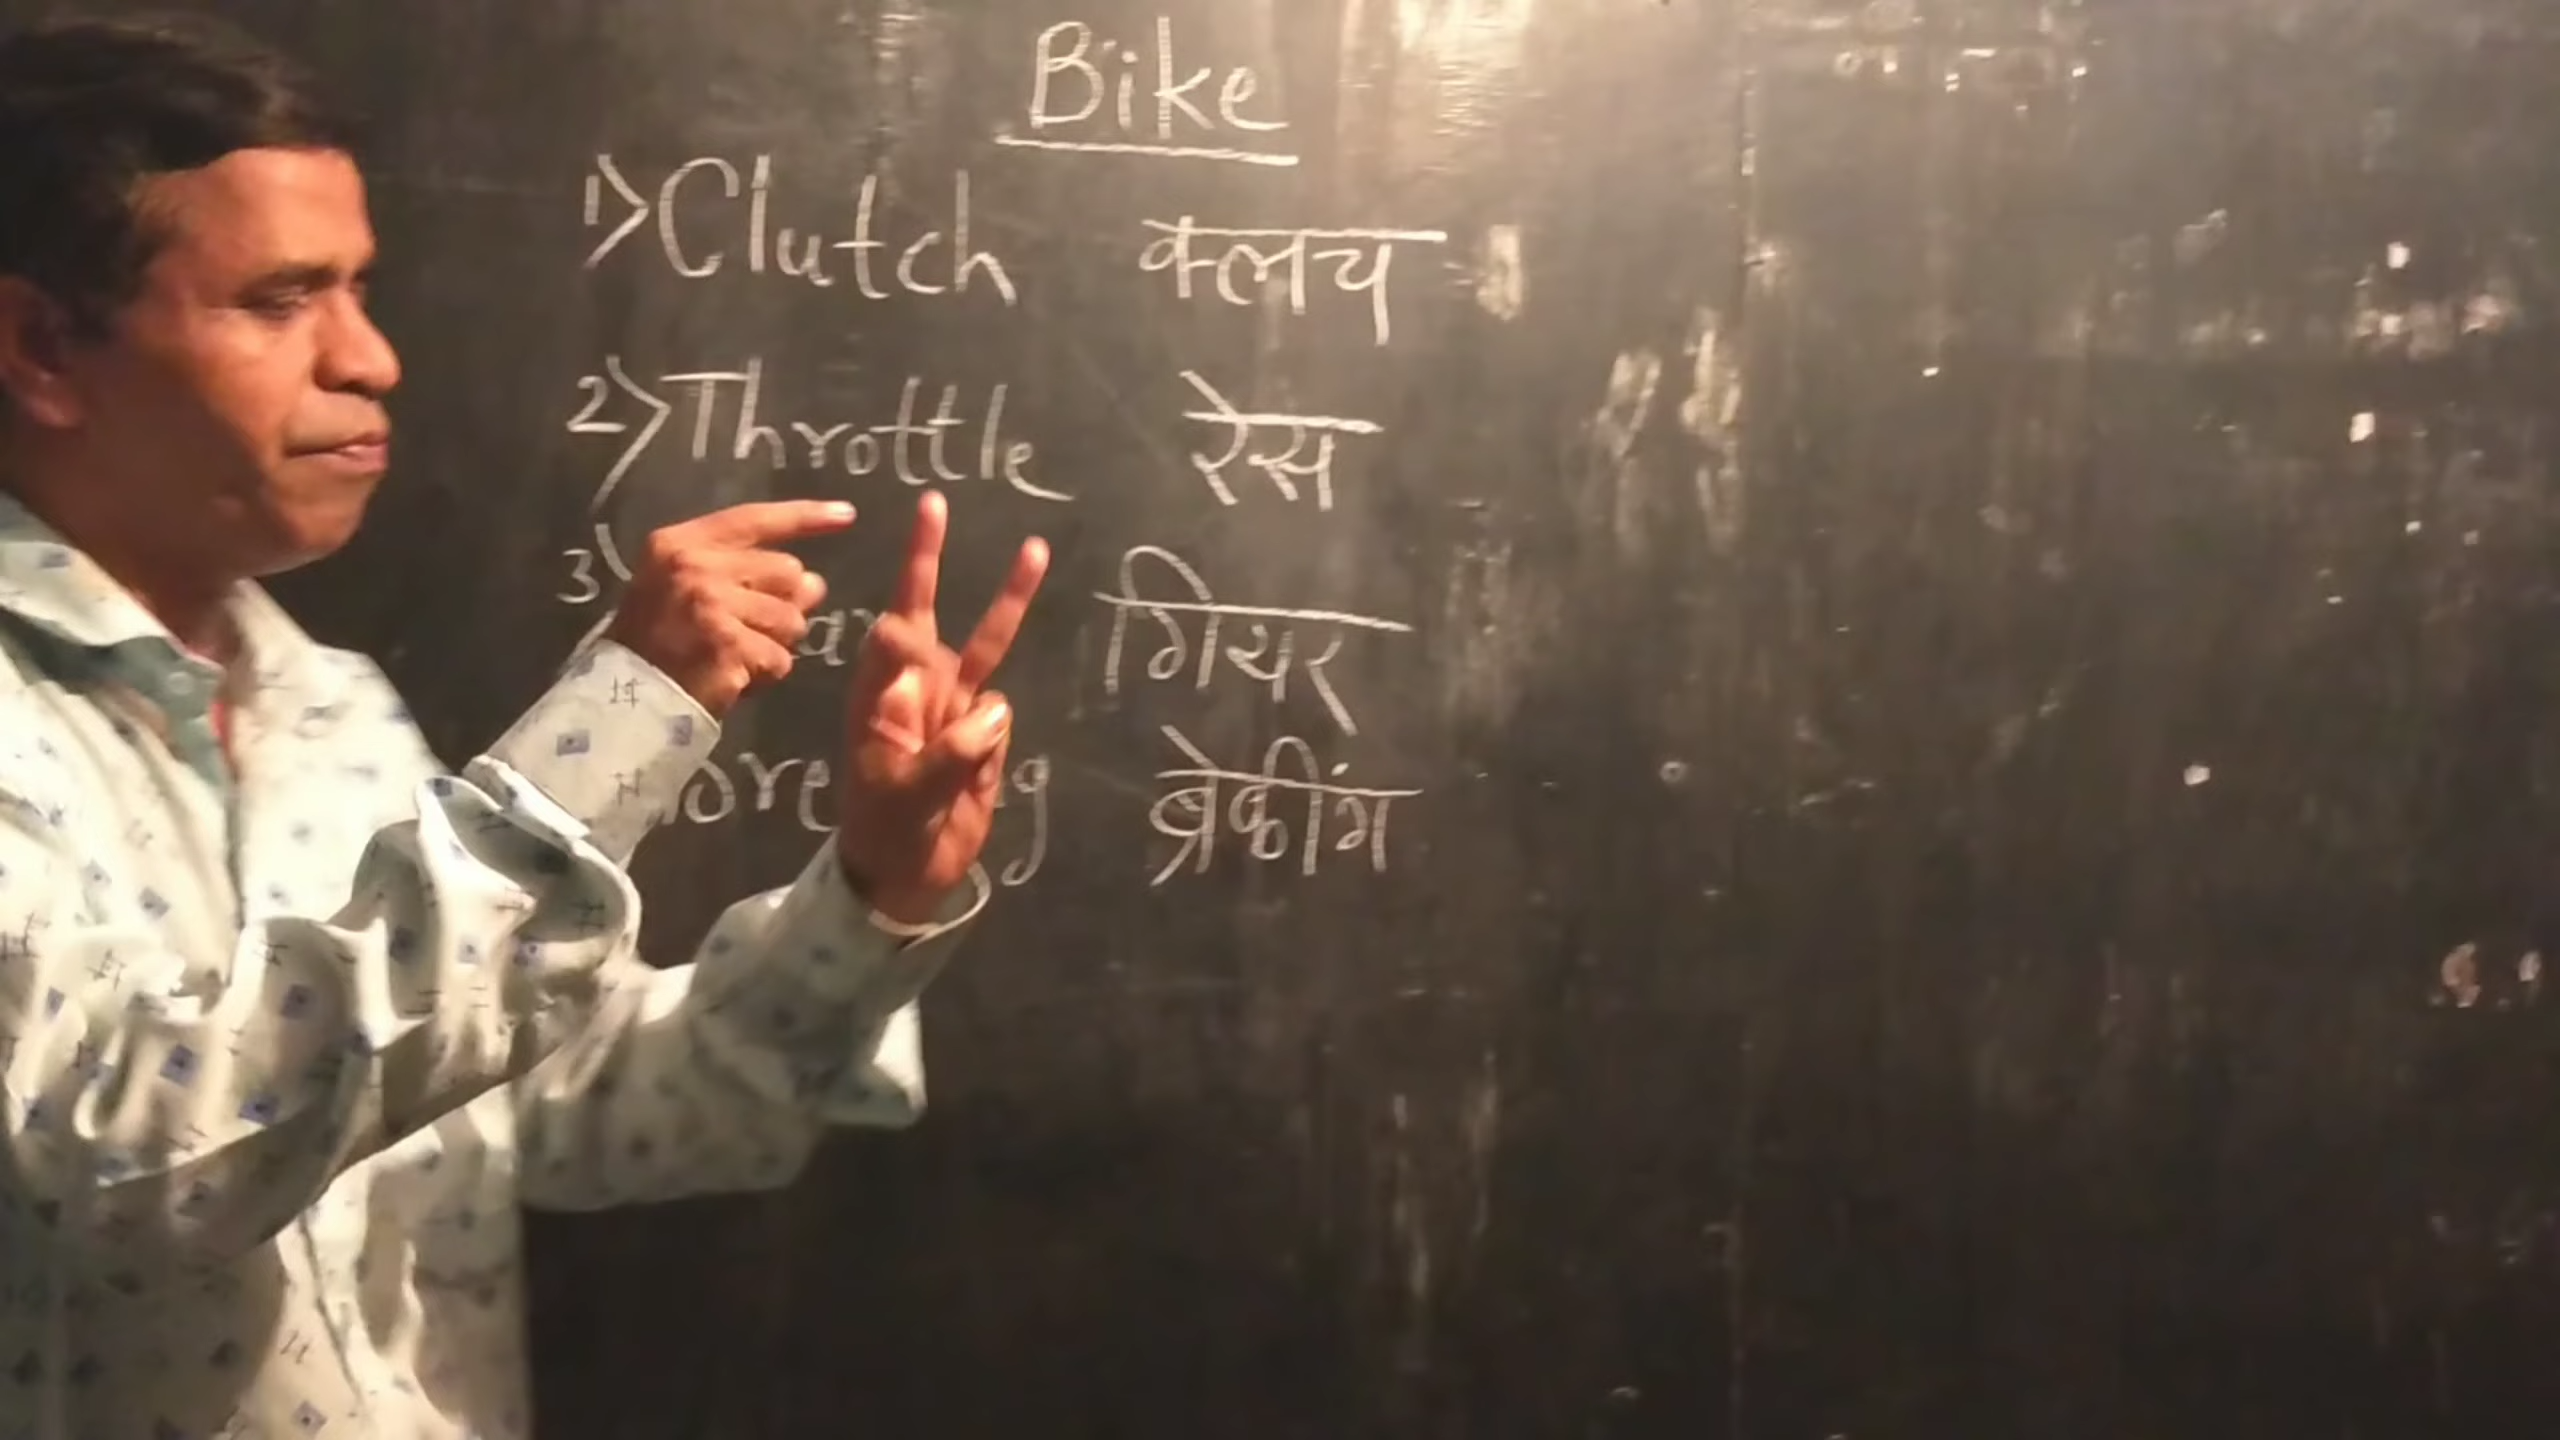 Bike
1) Clutch क्लच
2) Throttle रेस
3) गियर
ब्रेकींग